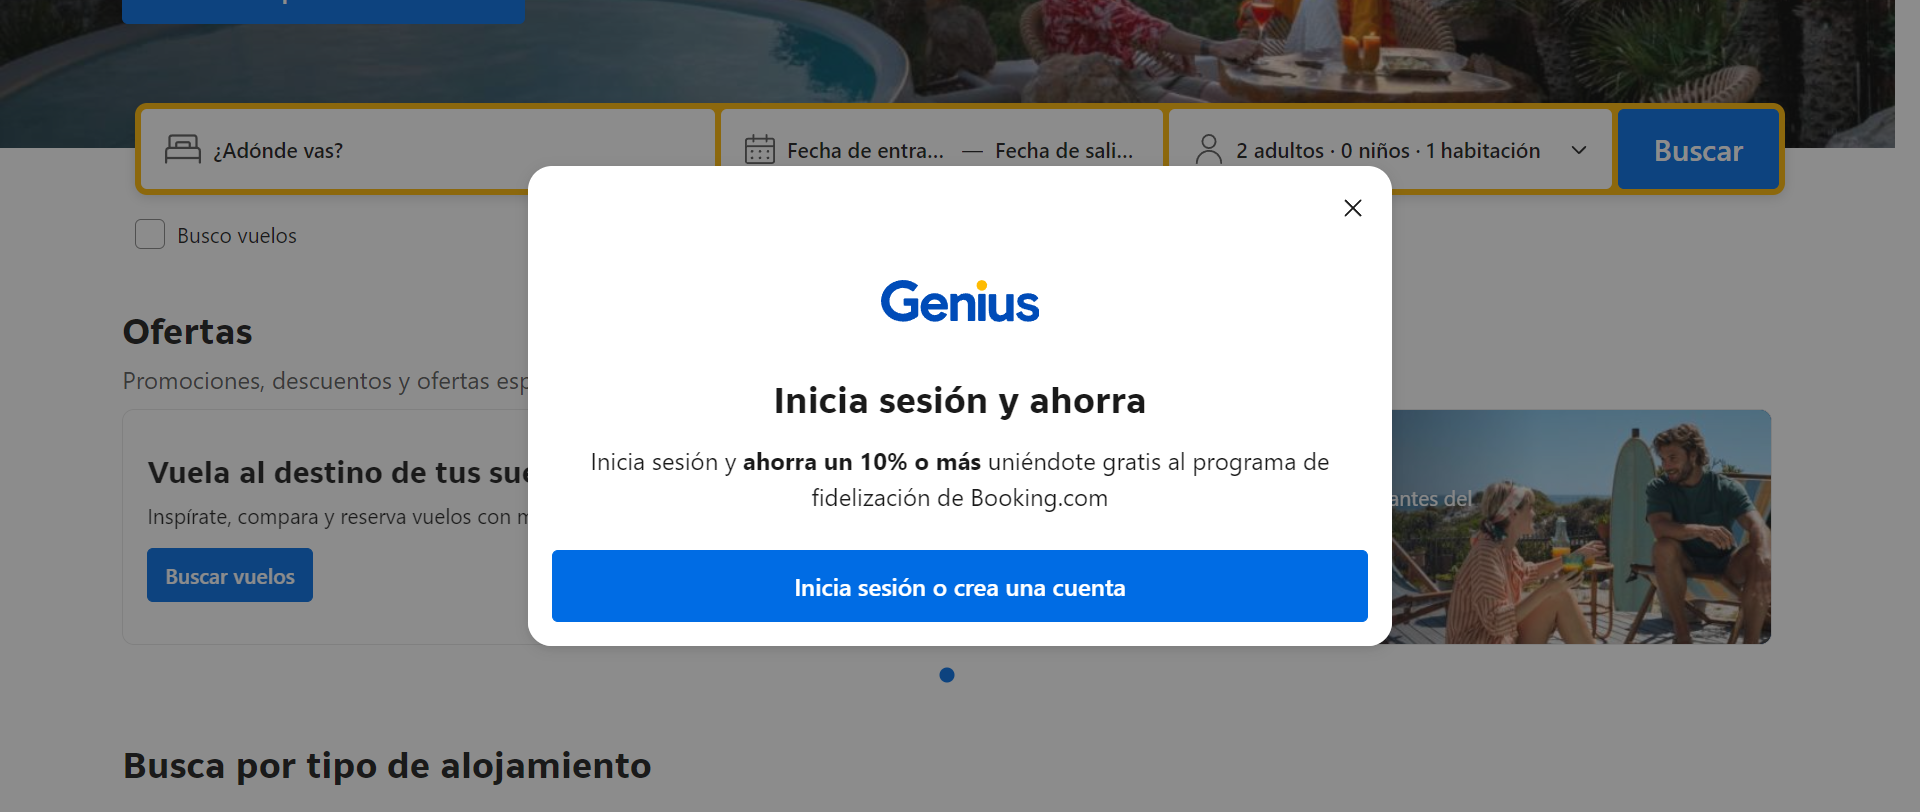 ¿Adónde vas?
Fecha de entra... — Fecha de sali...
2 adultos · 0 niños · 1 habitación
Buscar
Busco vuelos
Genius
Inicia sesión y ahorra
Inicia sesión y ahorra un 10% o más uniéndote gratis al programa de
fidelización de Booking.com
Inicia sesión o crea una cuenta
Ofertas
Promociones, descuentos y ofertas
Vuela al destino de tus
Inspírate, compara y reserva vuelos con
Buscar vuelos
antes del
Busca por tipo de alojamiento